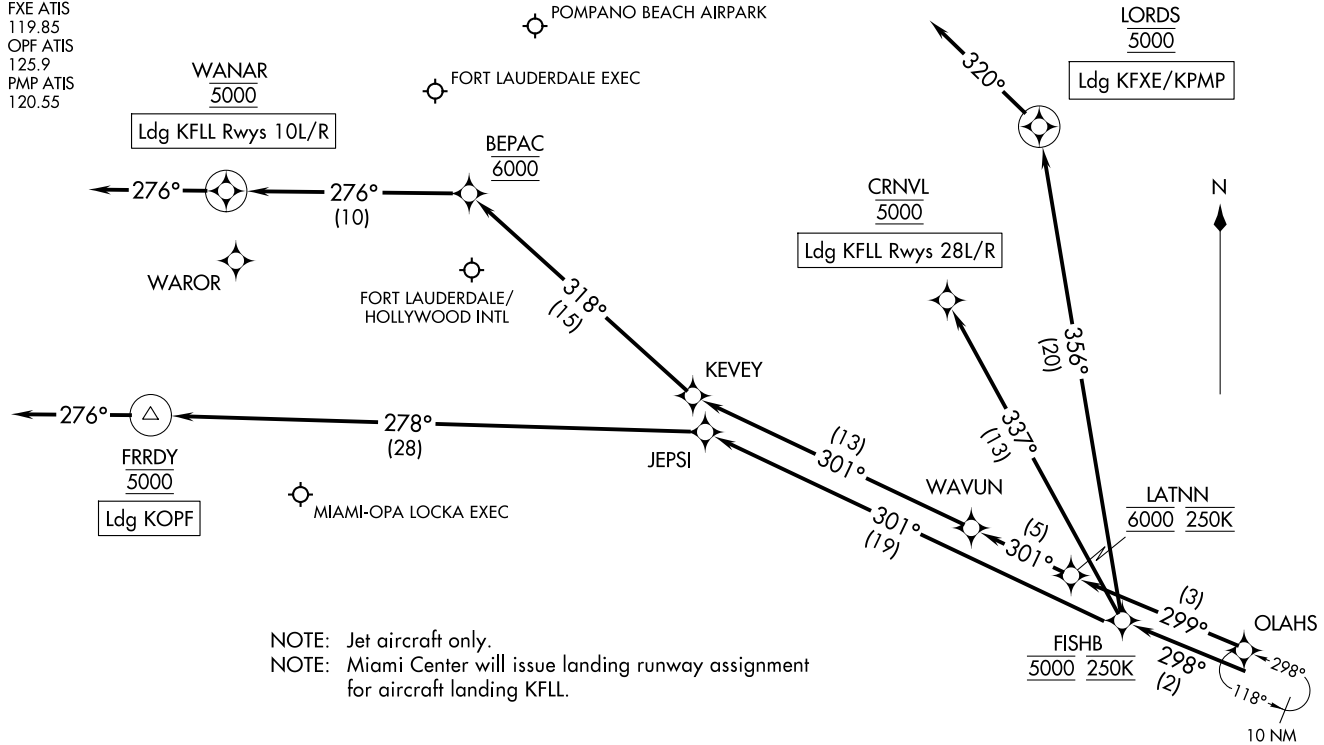 FXE ATIS
119.85
OPF ATIS
125.9
PMP ATIS
120.55
POMPANO BEACH AIRPARK
FORT LAUDERDALE EXEC
LORDS
5000
Ldg KFXE/KPMP
320°
WANAR
5000
Ldg KFLL Rwys 10L/R
BEPAC
6000
276°
276°
(10)
WAROR
FORT LAUDERDALE/
HOLLYWOOD INTL
318°
(15)
CRNVL
5000
Ldg KFLL Rwys 28L/R
N
356°
(20)
337°
(13)
KEVEY
JEPSI
276°
278°
(28)
FRRDY
5000
Ldg KOPF
MIAMI-OPA LOCKA EXEC
(13)
301°
WAVUN
301°
(19)
(5)
301°
LATNN
6000 250K
(3)
299°
OLAHS
FISHB
5000 250K
298°
(2)
298°
118°
10 NM
NOTE: Jet aircraft only.
NOTE: Miami Center will issue landing runway assignment
for aircraft landing KFLL.